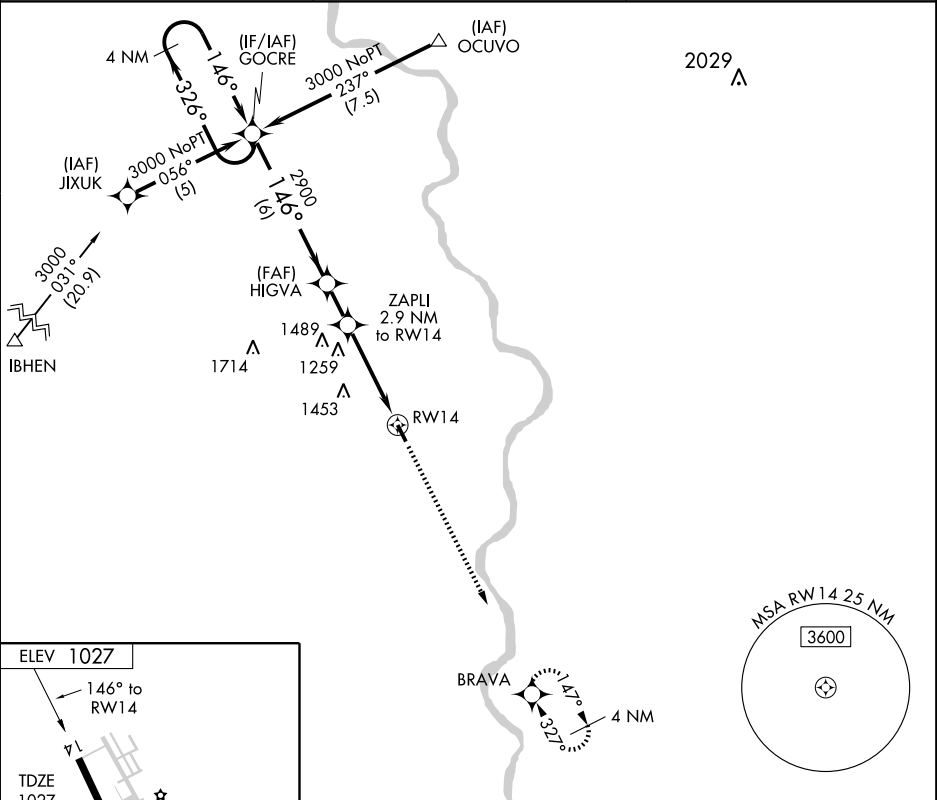 4 NM
146°
326°
(IF/IAF)
GOCRE
3000 NoPT
237°
(7.5)
(IAF)
OCUVO
2029
(IAF)
JIXUK
3000 NoPT
056°
(5)
2900
146°
(6)
3000
031°
(20.9)
IBHEN
(FAF)
HIGVA
ZAPLI
2.9 NM
to RW14
1489
1714
1259
1453
RW14
MSA RW14 25 NM
3600
BRAVA
147°
327°
4 NM
ELEV 1027
146° to
RW14
14
TDZE
1027